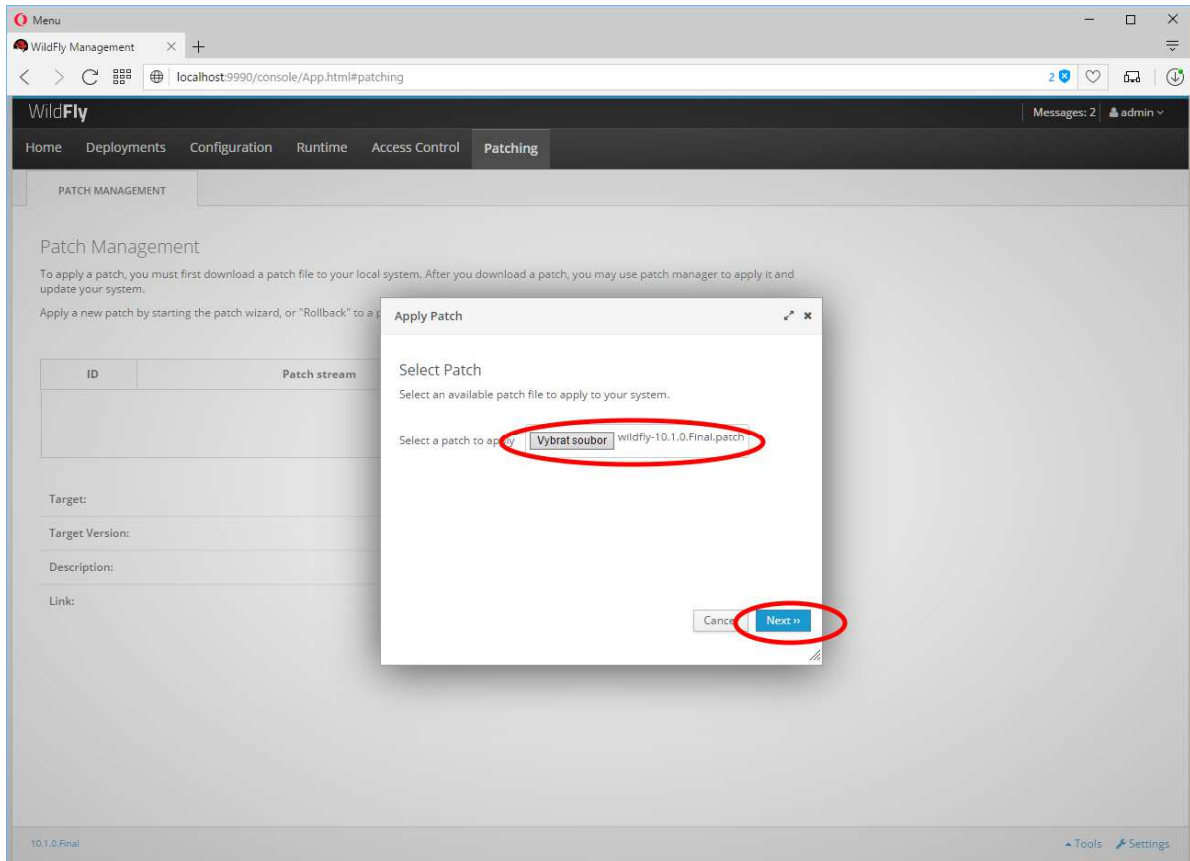 Menu
WildFly Management
localhost:9990/console/App.html#patching
2
WildFly
Messages: 2 admin
Home Deployments Configuration Runtime Access Control Patching
PATCH MANAGEMENT
Patch Management
To apply a patch, you must first download a patch file to your local system. After you download a patch, you may use patch manager to apply it and
update your system.
Apply a new patch by starting the patch wizard, or "Rollback" to a
ID Patch stream
Target:
Target Version:
Description:
Link:
Apply Patch
Select Patch
Select an available patch file to apply to your system.
Select a patch to apply Vybrat soubor wildfly-10.1.0.Final.patch
Cancel Next »
10.1.0.Final
Tools Settings